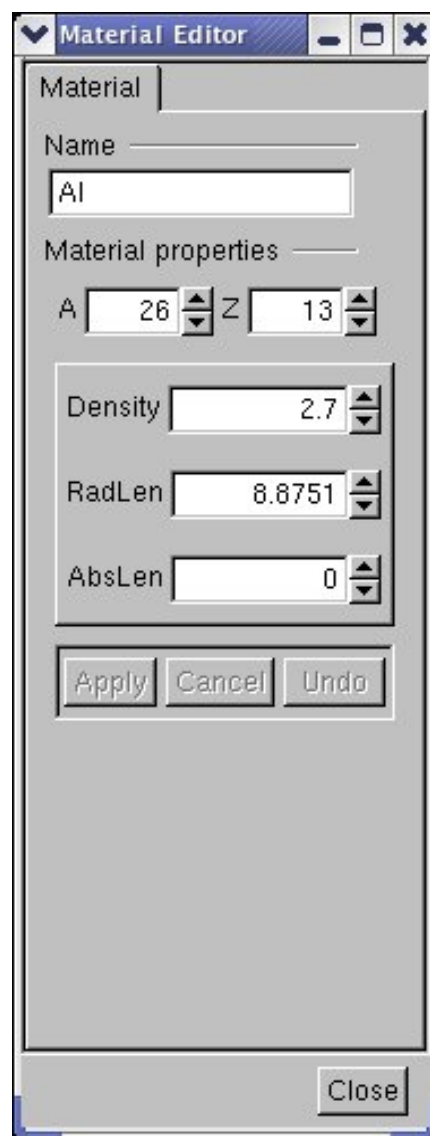 Material Editor
Material
Name
Al
Material properties
A 26 Z 13
Density 2.7
RadLen 8.8751
AbsLen 0
Apply Cancel Undo
Close